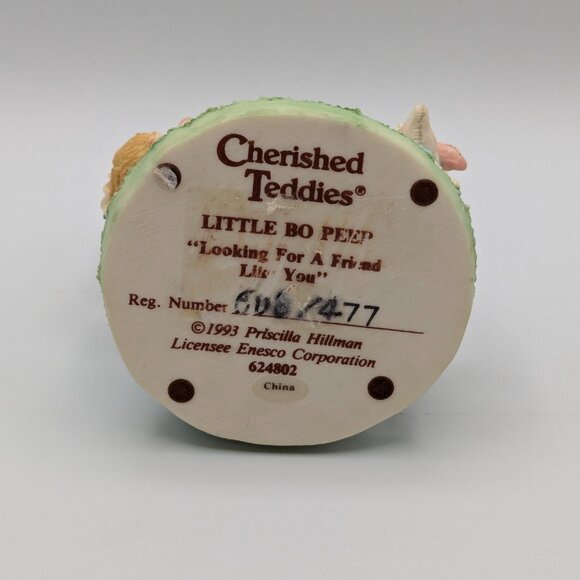 Cherished
Teddies®
LITTLE BO PEEP
"Looking For A Friend
Like You"
Reg. Number
©1993 Priscilla Hillman
Licensee Enesco Corporation
624802
China